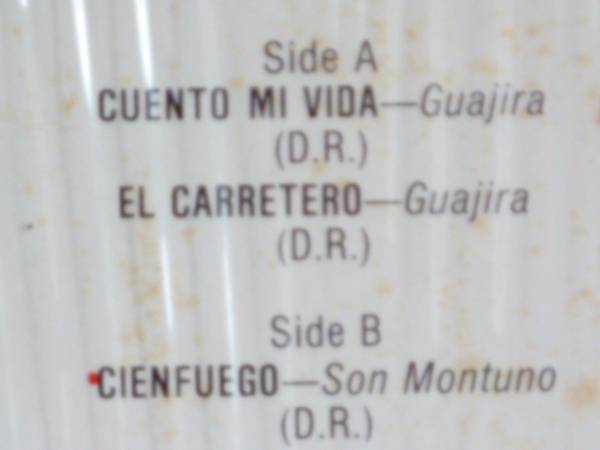 Side A
CUENTO MI VIDA—Guajira
(D.R.)
EL CARRETERO—Guajira
(D.R.)
Side B
CIENFUEGO—Son Montuno
(D.R.)